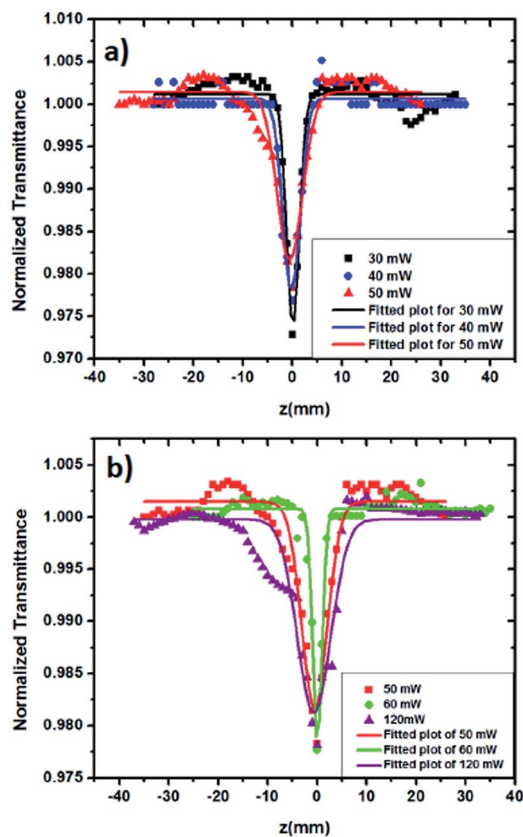 a)
1.010
1.005
1.000
0.995
0.990
0.985
0.980
0.975
0.970
Normalized Transmittance
30 mW
40 mW
50 mW
Fitted plot for 30 mW
Fitted plot for 40 mW
Fitted plot for 50 mW
-40 -30 -20 -10 0 10 20 30 40
z(mm)
b)
1.005
1.000
0.995
0.990
0.985
0.980
0.975
Normalized Transmittance
50 mW
60 mW
120mW
Fitted plot of 50 mW
Fitted plot of 60 mW
Fitted plot of 120 mW
-40 -30 -20 -10 0 10 20 30 40
z(mm)